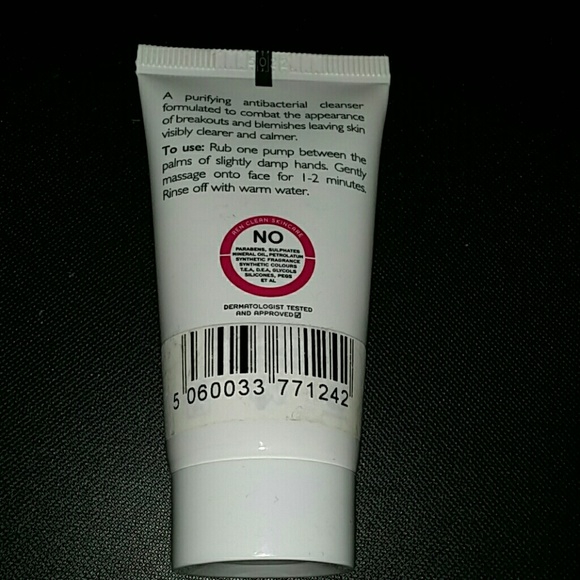 A purifying antibacterial cleanser
formulated to combat the appearance
of breakouts and blemishes leaving skin
visibly clearer and calmer.
To use: Rub one pump between the
palms of slightly damp hands. Gently
massage onto face for 1-2 minutes.
Rinse off with warm water.
REN CLEAN SKINCARE
NO
PARABENS, SULPHATES
MINERAL OIL, PETROLATUM
SYNTHETIC FRAGRANCE
SYNTHETIC COLOURS
T.E.A, D.E.A, GLYCOLS
SILICONES, PEGS
ET AL
DERMATOLOGIST TESTED
AND APPROVED
5 060033 771242